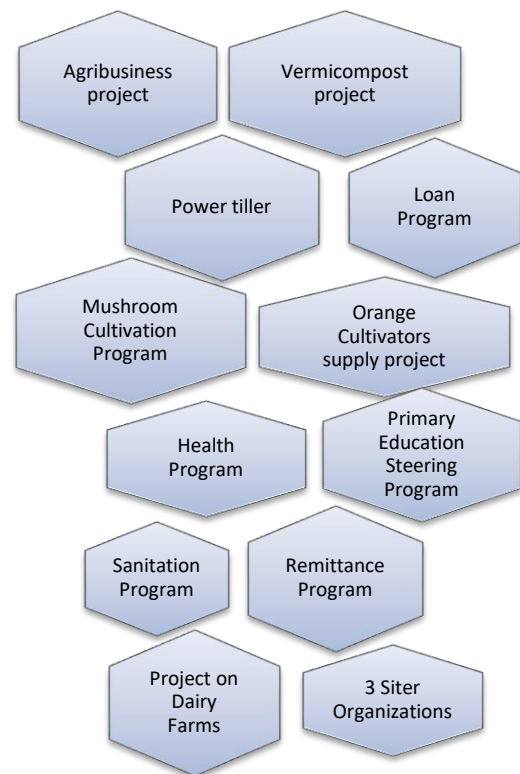 Agribusiness
project
Vermicompost
project
Power tiller
Loan
Program
Mushroom
Cultivation
Program
Orange
Cultivators
supply project
Health
Program
Primary
Education
Steering
Program
Sanitation
Program
Remittance
Program
Project on
Dairy
Farms
3 Siter
Organizations